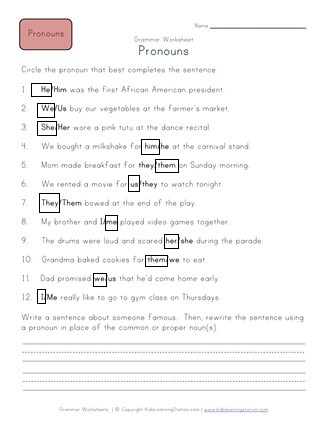 Pronouns
Name
Grammar Worksheet
Pronouns
Circle the pronoun that best completes the sentence.
1. He/Him was the first African American president.
2. We/Us buy our vegetables at the farmer's market.
3. She/Her wore a pink tutu at the dance recital.
4. We bought a milkshake for him/he at the carnival stand.
5. Mom made breakfast for they/them on Sunday morning.
6. We rented a movie for us/they to watch tonight.
7. They/Them bowed at the end of the play.
8. My brother and I/me played video games together.
9. The drums were loud and scared her/she during the parade.
10. Grandma baked cookies for them/we to eat.
11. Dad promised we/us that he'd come home early.
12. I/Me really like to go to gym class on Thursdays.
Write a sentence about someone famous. Then, rewrite the sentence using
a pronoun in place of the common or proper noun(s).
Grammar Worksheets | © Copyright KidsLearningStation.com | www.kidslearningstation.com